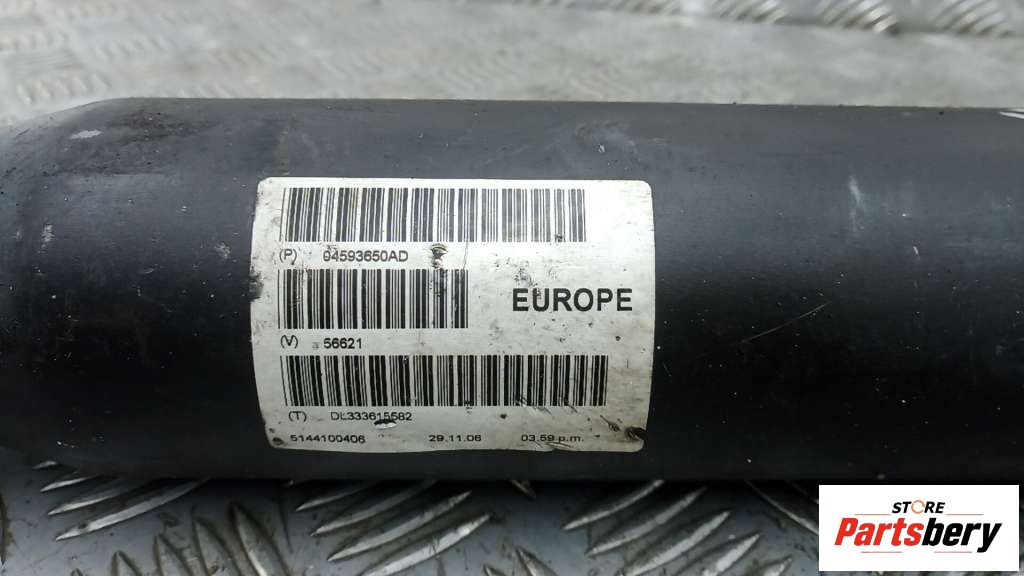 (P) 04593650AD
EUROPE
(V) 56621
(T) DL333615582
5144100406 29.11.06 03.59 p.m.
STORE
Partsbery